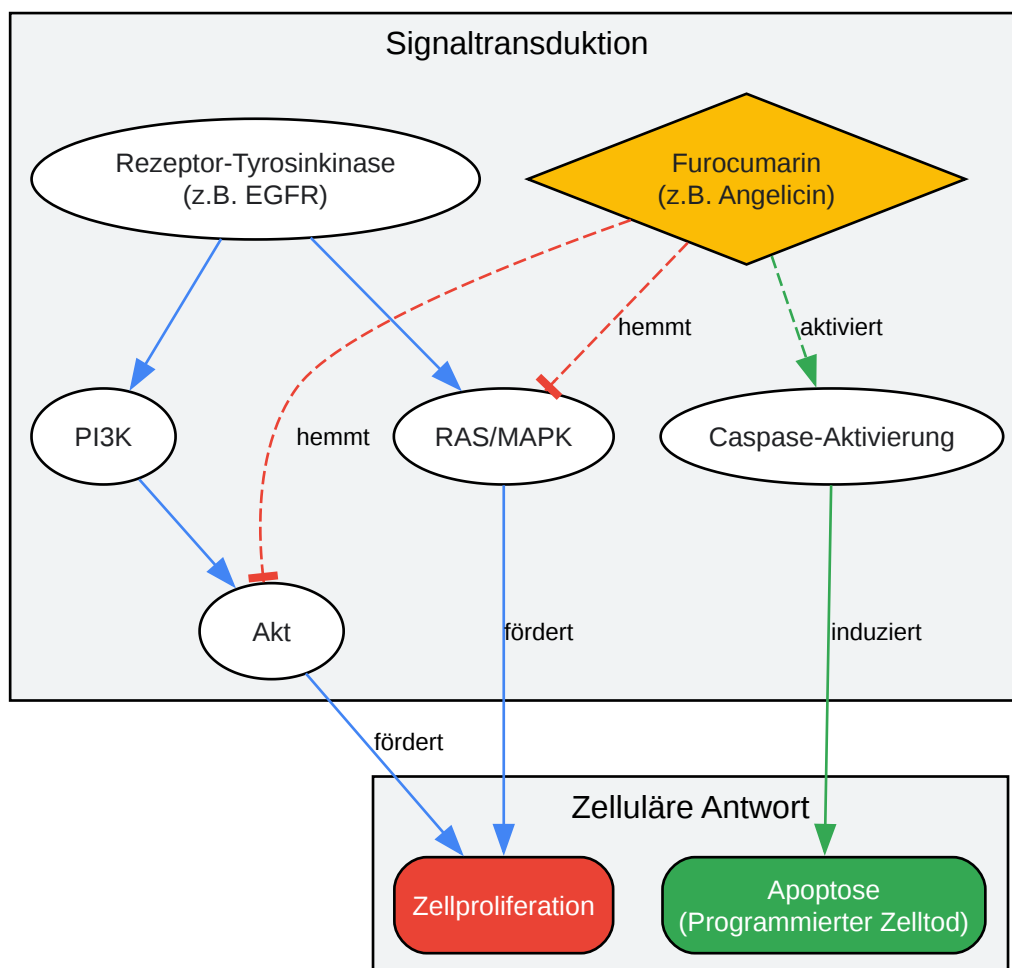 Signaltransduktion
Rezeptor-Tyrosinkinase
(z.B. EGFR)
Furocumarin
(z.B. Angelicin)
hemmt
aktiviert
PI3K
hemmt
RAS/MAPK
Caspase-Aktivierung
Akt
fördert
induziert
fördert
Zelluläre Antwort
Zellproliferation
Apoptose
(Programmierter Zelltod)